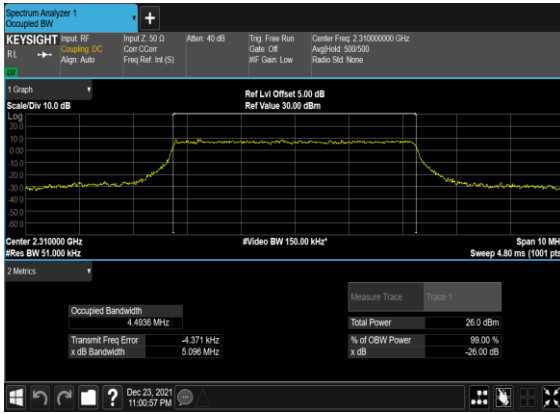 Spectrum Analyzer 1
Occupied BW
KEYSIGHT
RL
Input: RF
Coupling: DC
Align: Auto
Input Z: 50 Ω
Corr CCorr
Freq Ref: Int (S)
Atten: 40 dB
Trig: Free Run
Gate: Off
#IF Gain: Low
Center Freq: 2.310000000 GHz
Avg|Hold: 500/500
Radio Std: None
1 Graph
Scale/Div 10.0 dB
Ref Lvl Offset 5.00 dB
Ref Value 30.00 dBm
Log
20.0
10.0
0.00
-10.0
-20.0
-30.0
-40.0
-50.0
-60.0
Center 2.310000 GHz
#Res BW 51.000 kHz
#Video BW 150.00 kHz*
Span 10 MH
Sweep 4.80 ms (1001 pts
2 Metrics
Measure Trace
Trace 1
Occupied Bandwidth
4.4936 MHz
Total Power
26.0 dBm
Transmit Freq Error
-4.371 kHz
% of OBW Power
99.00 %
x dB Bandwidth
5.096 MHz
x dB
-26.00 dB
?
Dec 23, 2021
11:00:57 PM